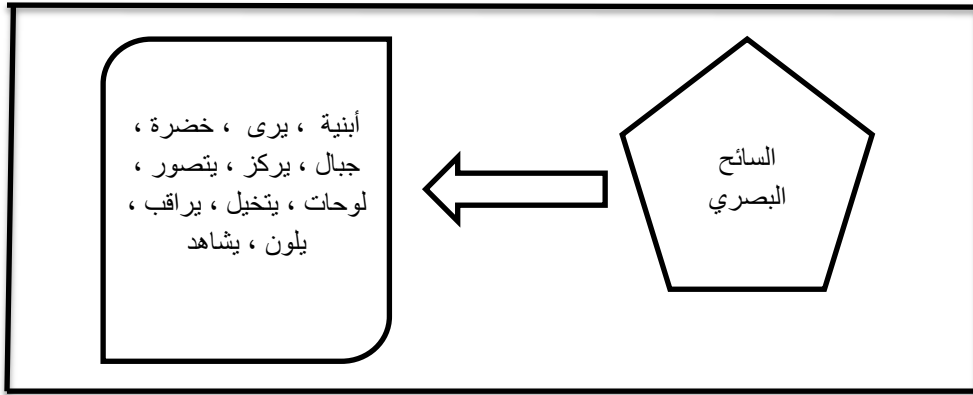 السائح
البصري
أبنية ، يرى ، خضرة ،
جبال ، يركز ، يتصور ،
لوحات ، يتخيل ، يراقب ،
يلون ، يشاهد